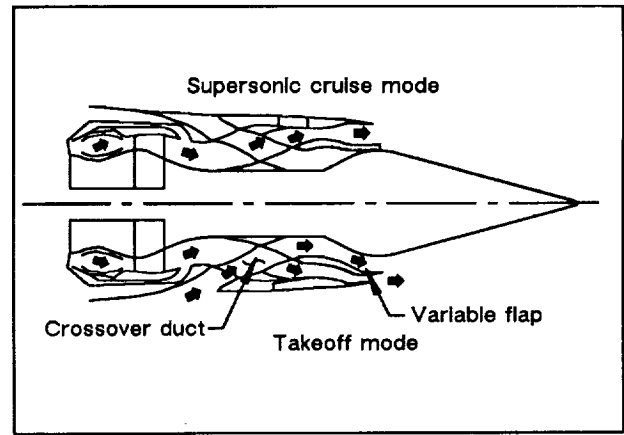 Supersonic cruise mode
Crossover duct
Variable flap
Takeoff mode